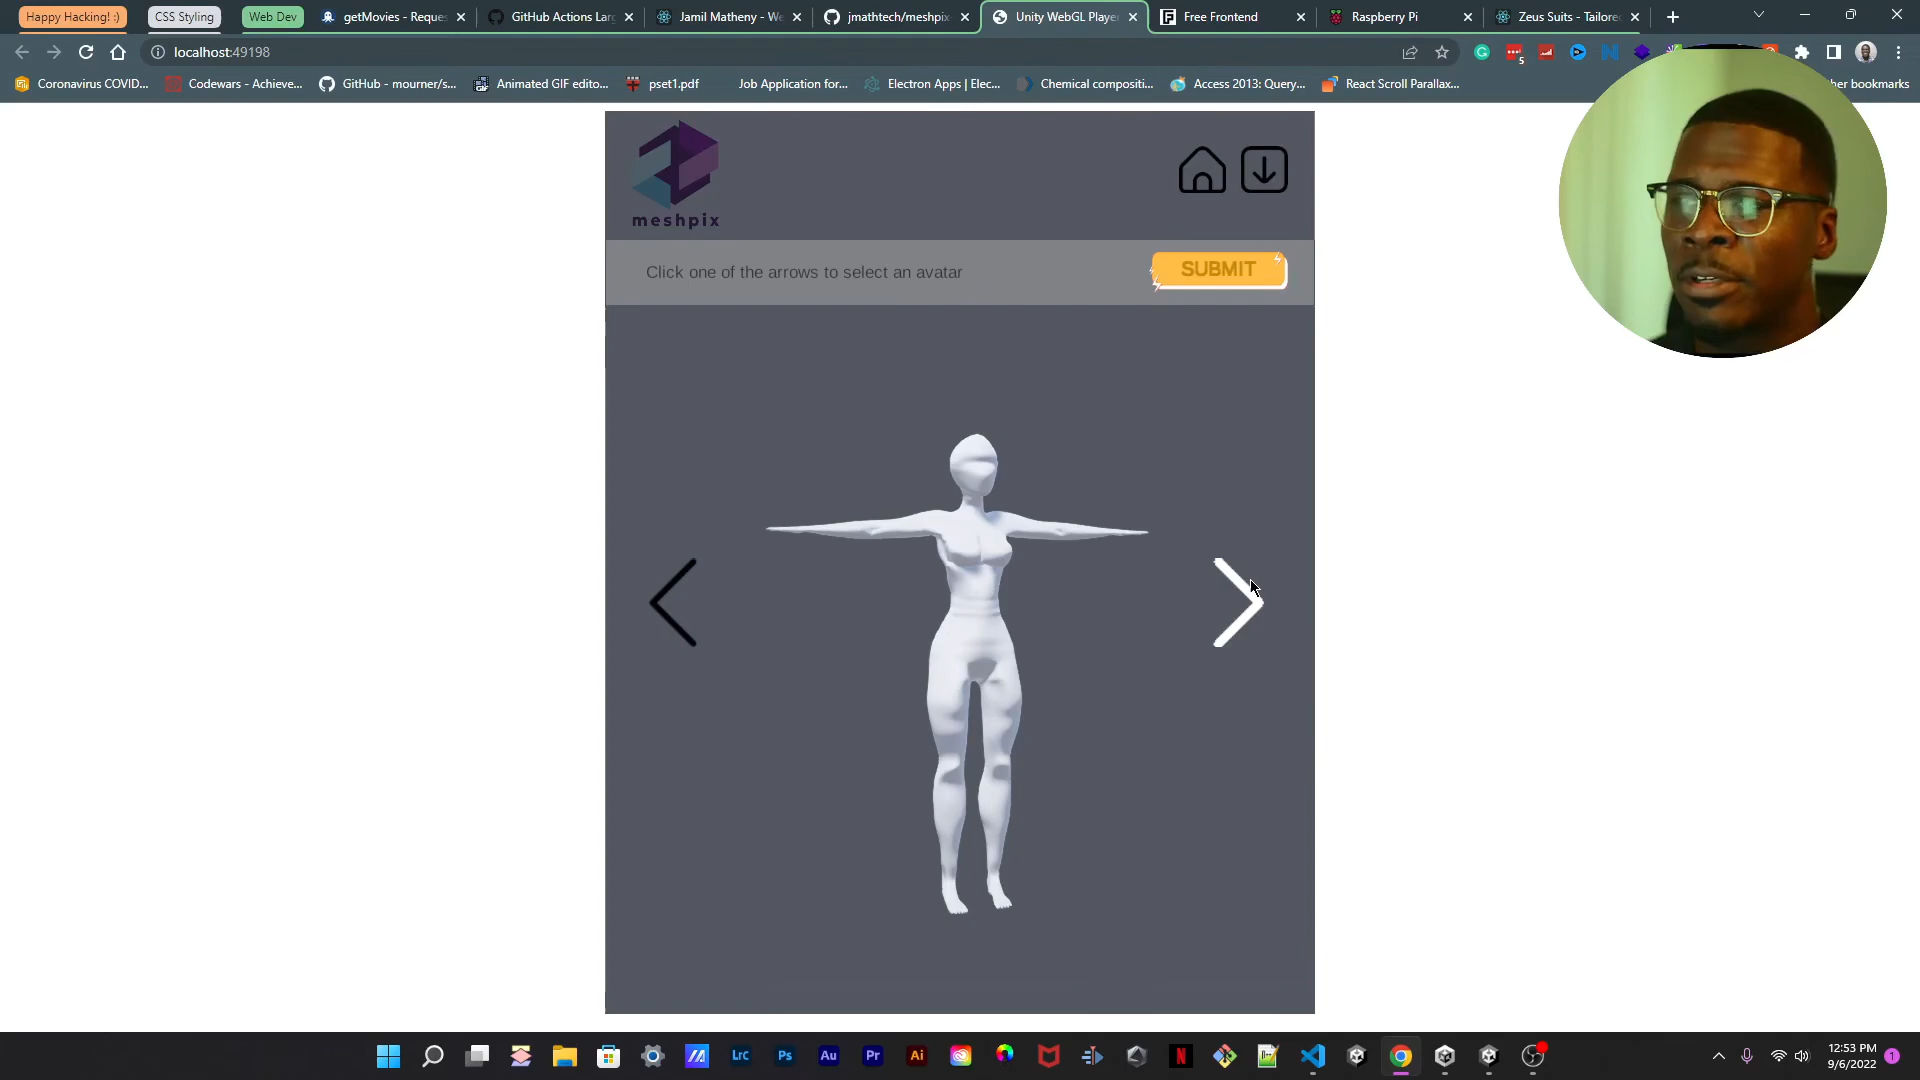 Happy Hacking! :)
CSS Styling
Web Dev
getMovies - Reque
GitHub Actions Lar
Jamil Matheny - We
jmathtech/meshpix
Unity WebGL Player
Free Frontend
Raspberry Pi
Zeus Suits - Tailore
localhost:49198
5
Coronavirus COVID...
Codewars - Achieve...
GitHub - mourner/s...
Animated GIF edito...
pset1.pdf
Job Application for...
Electron Apps | Elec...
Chemical compositi...
Access 2013: Query...
React Scroll Parallax...
her bookmarks
meshpix
Click one of the arrows to select an avatar
SUBMIT
Lrc
Ps
Au
Pr
Ai
N
12:53 PM
9/6/2022
1